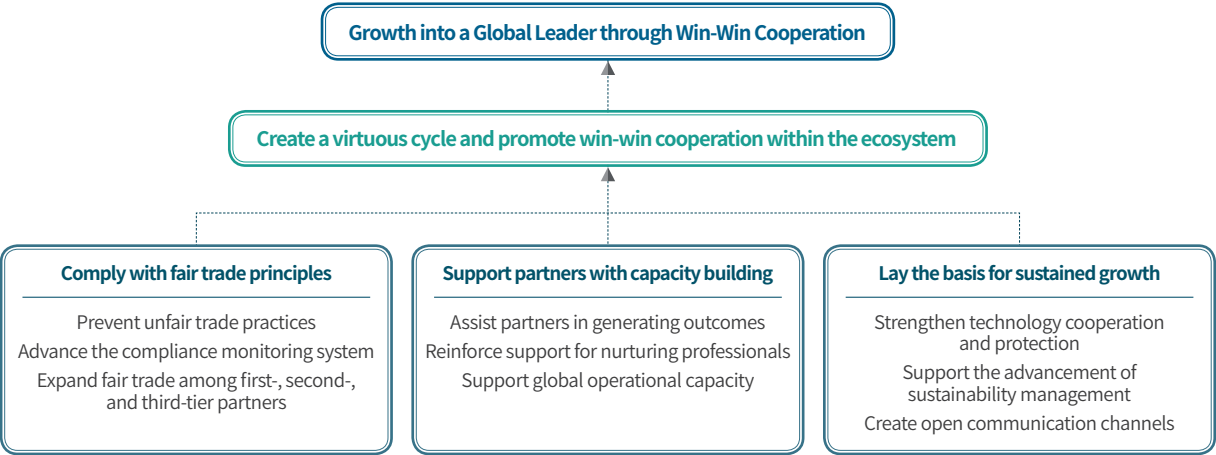 Growth into a Global Leader through Win-Win Cooperation
Create a virtuous cycle and promote win-win cooperation within the ecosystem
Comply with fair trade principles
Prevent unfair trade practices
Advance the compliance monitoring system
Expand fair trade among first-, second-,
and third-tier partners
Support partners with capacity building
Assist partners in generating outcomes
Reinforce support for nurturing professionals
Support global operational capacity
Lay the basis for sustained growth
Strengthen technology cooperation
and protection
Support the advancement of
sustainability management
Create open communication channels